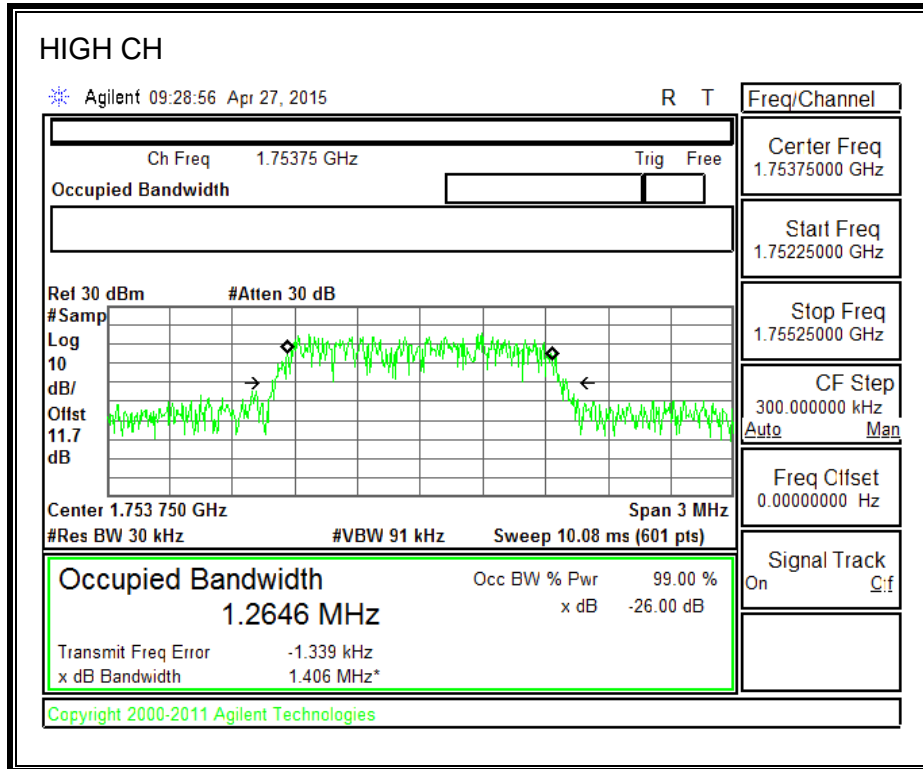 HIGH CH
Agilent 09:28:56 Apr 27, 2015 R T
Freq/Channel
Ch Freq 1.75375 GHz Trig Free
Occupied Bandwidth
Center Freq
1.75375000 GHz
Start Freq
1.75225000 GHz
Stop Freq
1.75525000 GHz
CF Step
300.000000 kHz
Auto Man
Freq Offset
0.00000000 Hz
Signal Track
On Off
Ref 30 dBm #Atten 30 dB
#Samp
Log
10
dB/
Offst
11.7
dB
Center 1.753 750 GHz Span 3 MHz
#Res BW 30 kHz #VBW 91 kHz Sweep 10.08 ms (601 pts)
Occupied Bandwidth Occ BW % Pwr 99.00 %
1.2646 MHz x dB -26.00 dB
Transmit Freq Error -1.339 kHz
x dB Bandwidth 1.406 MHz*
Copyright 2000-2011 Agilent Technologies